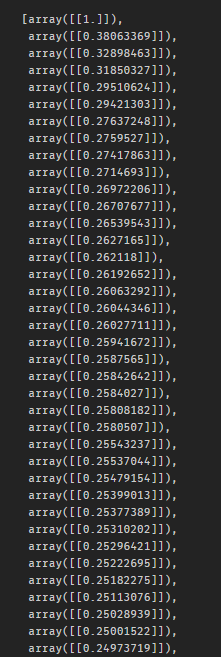 [array([[1.]]),
array([[0.38063369]]),
array([[0.32898463]]),
array([[0.31850327]]),
array([[0.29510624]]),
array([[0.29421303]]),
array([[0.27637248]]),
array([[0.2759527]]),
array([[0.27417863]]),
array([[0.2714693]]),
array([[0.26972206]]),
array([[0.26707677]]),
array([[0.26539543]]),
array([[0.2627165]]),
array([[0.262118]]),
array([[0.26192652]]),
array([[0.26063292]]),
array([[0.26044346]]),
array([[0.26027711]]),
array([[0.25941672]]),
array([[0.2587565]]),
array([[0.25842642]]),
array([[0.2584027]]),
array([[0.25808182]]),
array([[0.2580507]]),
array([[0.25543237]]),
array([[0.25537044]]),
array([[0.25479154]]),
array([[0.25399013]]),
array([[0.25377389]]),
array([[0.25310202]]),
array([[0.25296421]]),
array([[0.25222695]]),
array([[0.25182275]]),
array([[0.25113076]]),
array([[0.25028939]]),
array([[0.25001522]]),
array([[0.24973719]]),